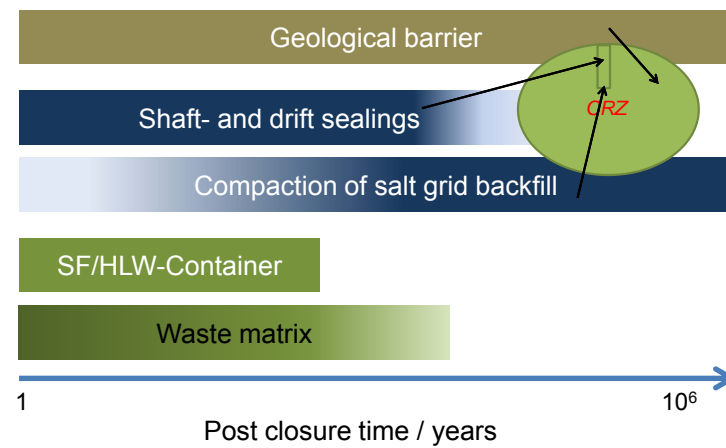 Geological barrier
Shaft- and drift sealings
CRZ
Compaction of salt grid backfill
SF/HLW-Container
Waste matrix
1
10⁶
Post closure time / years